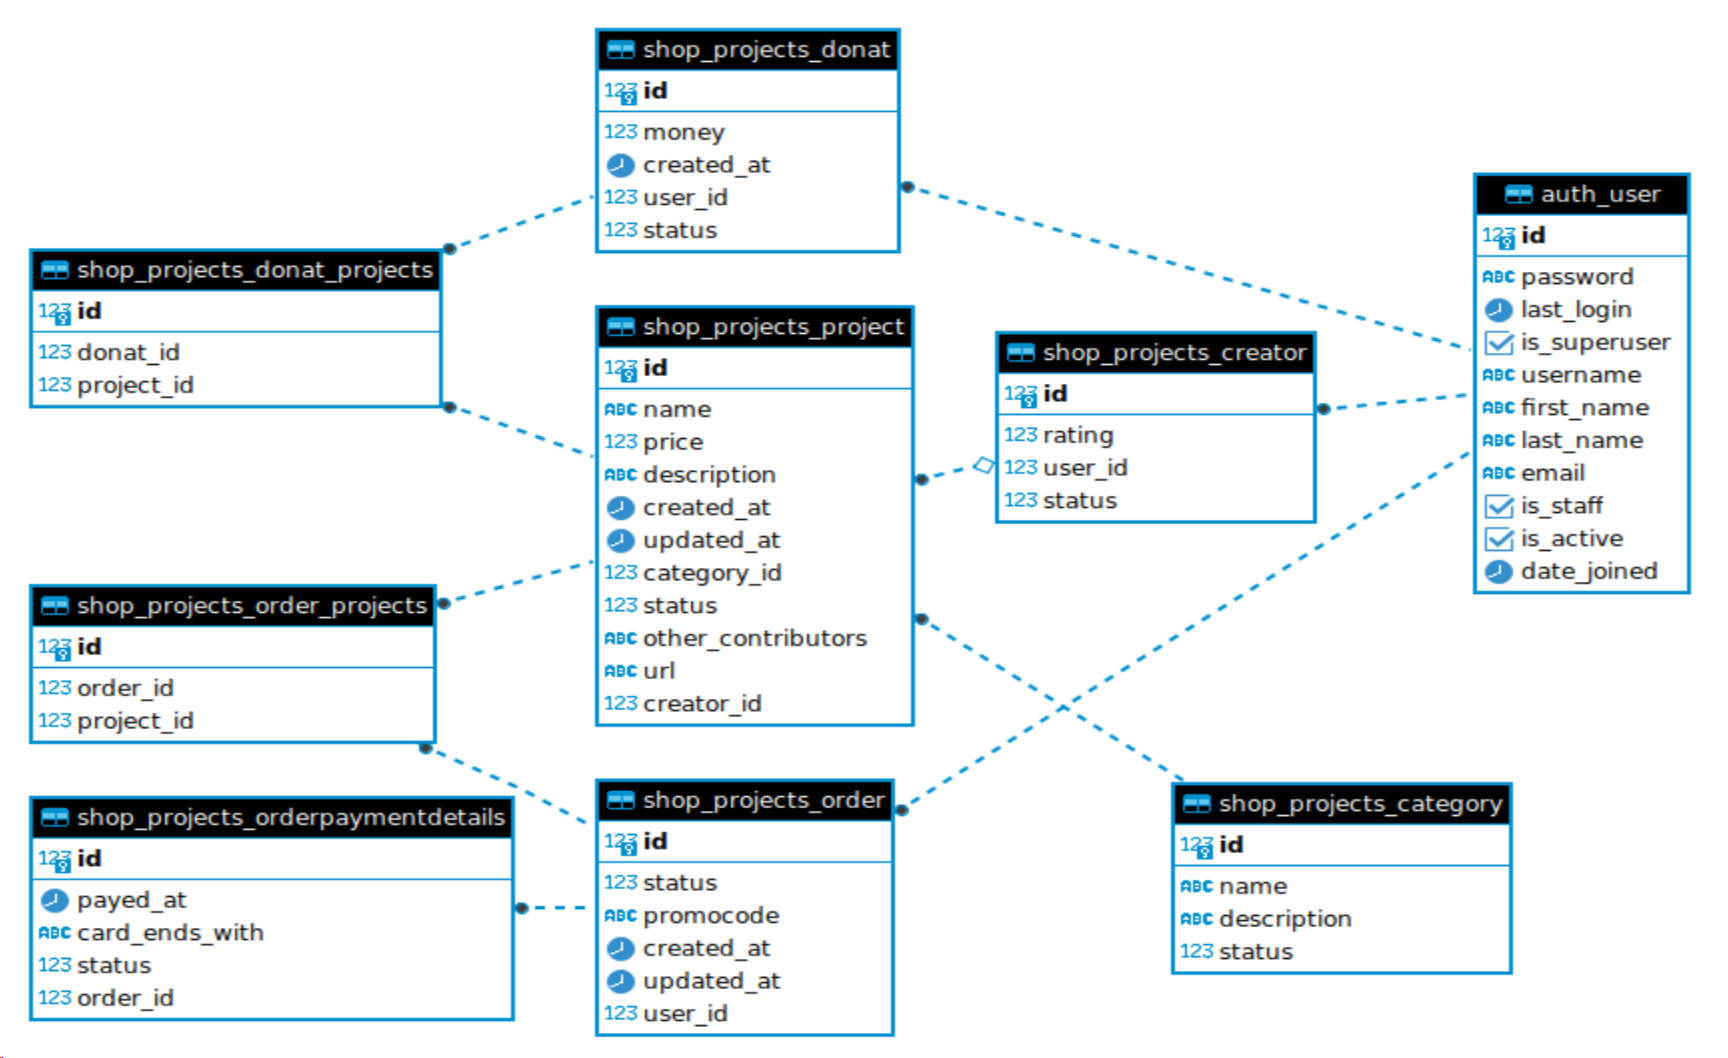 shop_projects_donat
123 id
123 money
created_at
123 user_id
123 status
auth_user
123 id
ABC password
last_login
is_superuser
ABC username
ABC first_name
ABC last_name
ABC email
is_staff
is_active
date_joined
shop_projects_donat_projects
123 id
123 donat_id
123 project_id
shop_projects_project
123 id
ABC name
123 price
ABC description
created_at
updated_at
123 category_id
123 status
ABC other_contributors
ABC url
123 creator_id
shop_projects_creator
123 id
123 rating
123 user_id
123 status
shop_projects_order_projects
123 id
123 order_id
123 project_id
shop_projects_orderpaymentdetails
123 id
payed_at
ABC card_ends_with
123 status
123 order_id
shop_projects_order
123 id
123 status
ABC promocode
created_at
updated_at
123 user_id
shop_projects_category
123 id
ABC name
ABC description
123 status